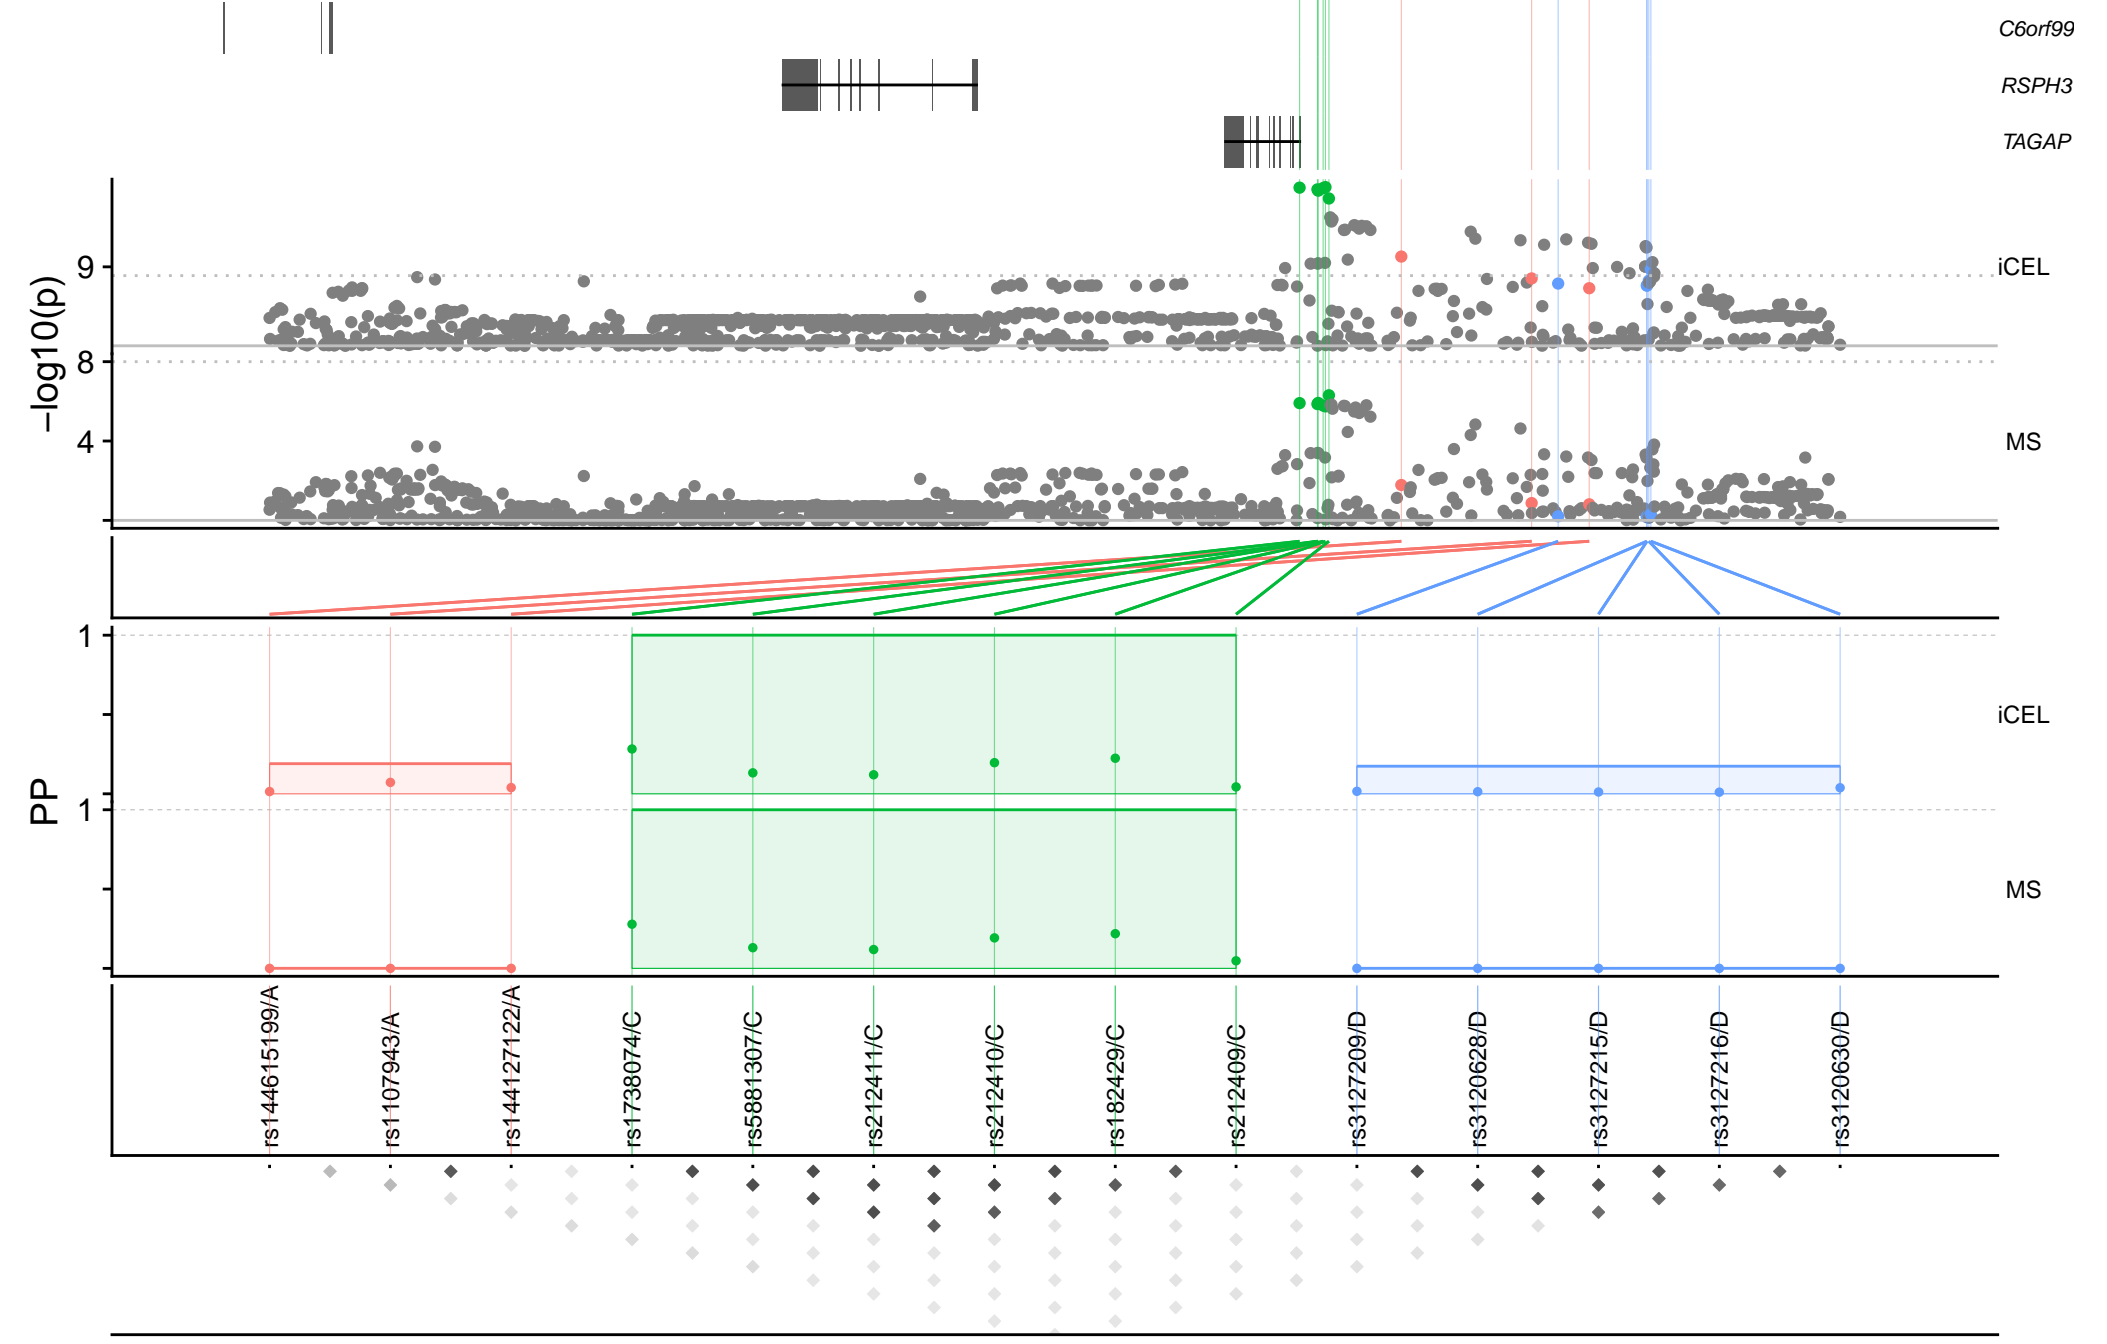 C6orf99
RSPH3
TAGAP
−log10(p)
9
iCEL
8
4
MS
PP
1
iCEL
1
MS
rs144615199/A
rs1107943/A
rs144127122/A
rs1738074/C
rs5881307/C
rs212411/C
rs212410/C
rs182429/C
rs212409/C
rs3127209/D
rs3120628/D
rs3127215/D
rs3127216/D
rs3120630/D